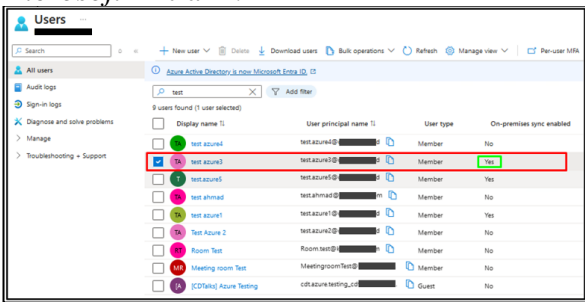 Users ...
Search
New user
Delete
Download users
Bulk operations
Refresh
Manage view
Per-user MFA
All users
Audit logs
Sign-in logs
Diagnose and solve problems
Manage
Troubleshooting + Support
Azure Active Directory is now Microsoft Entra ID.
test
Add filter
9 users found (1 user selected)
Display name User principal name User type On-premises sync enabled
TA test azure4 test.azure4@ d Member No
TA test azure3 test.azure3@ d Member Yes
T test.azure5 test.azure5@ d Member Yes
TA test ahmad test.ahmad@ m Member No
TA test azure1 test.azure1@ d Member Yes
TA Test Azure 2 test.azure2@ d Member No
RT Room Test Room.test@ Member No
MR Meeting room Test MeetingroomTest@ Member No
[A [CDTalks] Azure Testing cdt.azure.testing_cdt Guest No